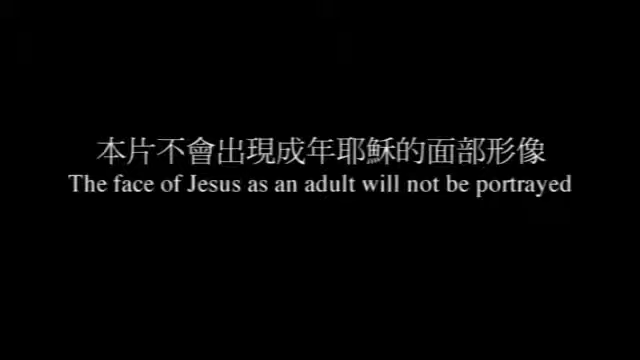 本片不會出現成年耶穌的面部形像
The face of Jesus as an adult will not be portrayed